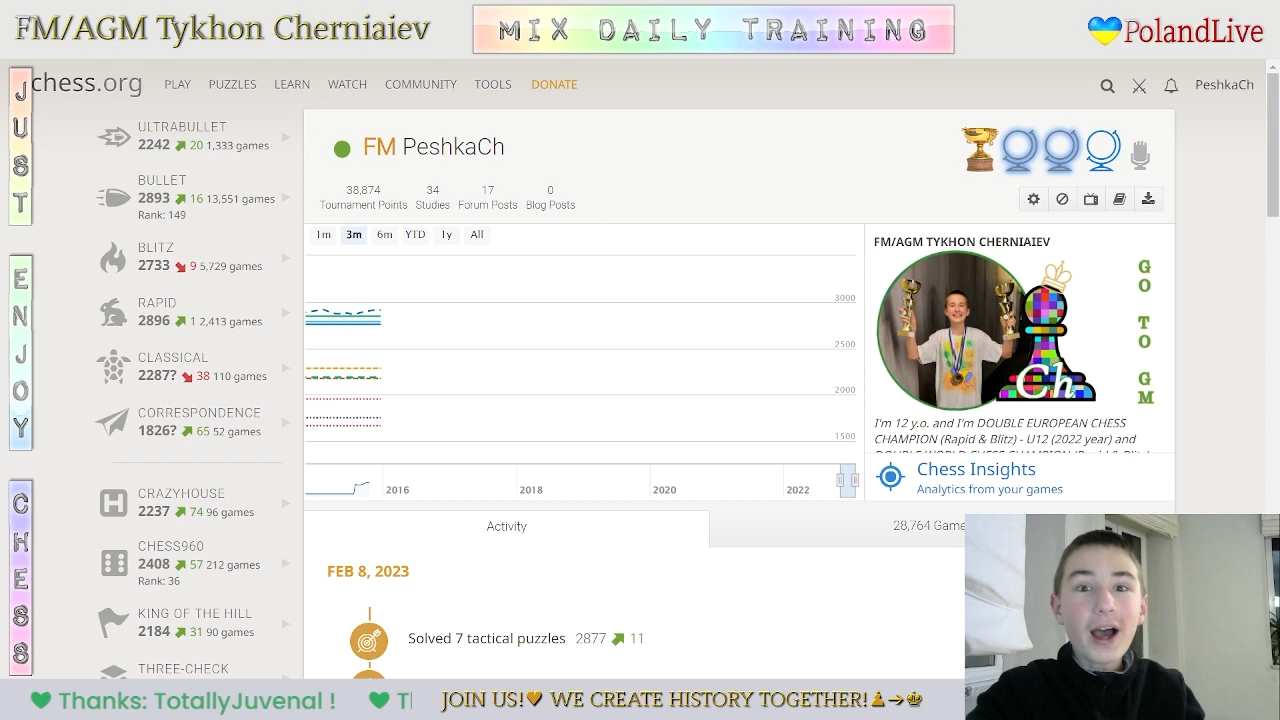 FM/AGM Tykhon Cherniaiev
MIX DAILY TRAINING
PolandLive
JUST
ENJOY
CHESS
chess.org
PLAY
PUZZLES
LEARN
WATCH
COMMUNITY
TOOLS
DONATE
PeshkaCh
ULTRABULLET
2242 20 1,333 games
BULLET
2893 16 13,551 games
Rank: 149
BLITZ
2733 9 5,729 games
RAPID
2896 1 2,413 games
CLASSICAL
2287? 38 110 games
CORRESPONDENCE
1826? 65 52 games
CRAZYHOUSE
2237 74 96 games
CHESS960
2408 57 212 games
Rank: 36
KING OF THE HILL
2184 31 90 games
THREE-CHECK
FM PeshkaCh
38,874 34 17 0
Tournament Points Studies Forum Posts Blog Posts
1m 3m 6m YTD 1y All
3000
2500
2000
1500
2016 2018 2020 2022
FM/AGM TYKHON CHERNIAIEV
Ch
GO
TO
GM
I'm 12 y.o. and I'm DOUBLE EUROPEAN CHESS
CHAMPION (Rapid & Blitz) - U12 (2022 year) and
Chess Insights
Analytics from your games
Activity
28,764 Game
FEB 8, 2023
Solved 7 tactical puzzles 2877 11
Thanks: TotallyJuvenal !
JOIN US! WE CREATE HISTORY TOGETHER!